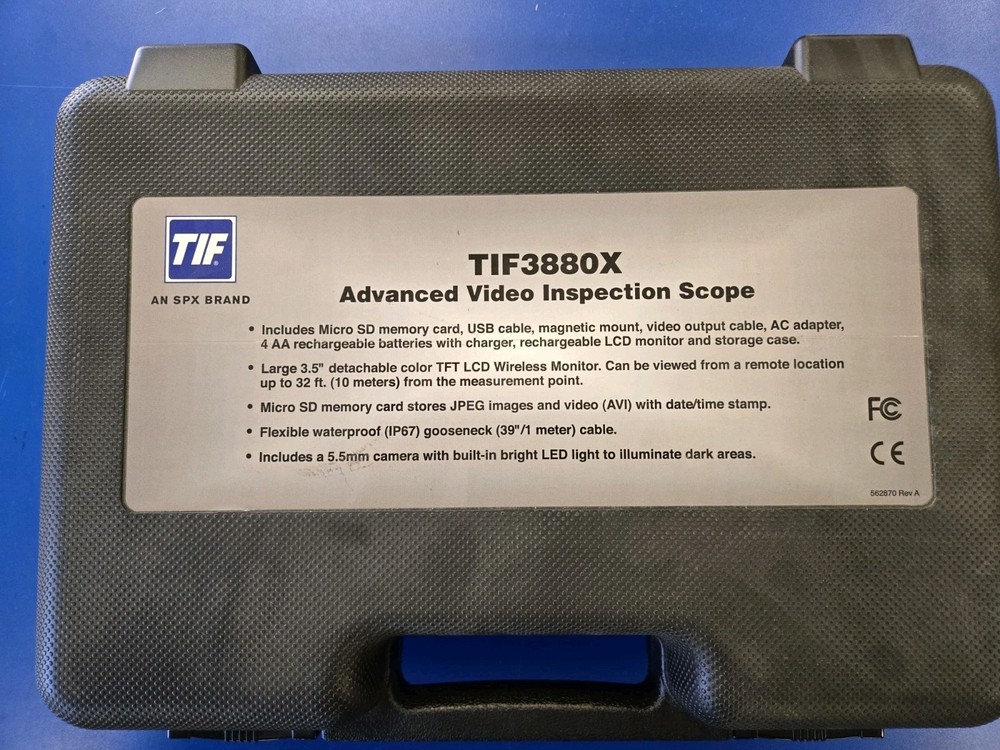 TIF®
AN SPX BRAND
TIF3880X
Advanced Video Inspection Scope
• Includes Micro SD memory card, USB cable, magnetic mount, video output cable, AC adapter,
4 AA rechargeable batteries with charger, rechargeable LCD monitor and storage case.
• Large 3.5" detachable color TFT LCD Wireless Monitor. Can be viewed from a remote location
up to 32 ft. (10 meters) from the measurement point.
• Micro SD memory card stores JPEG images and video (AVI) with date/time stamp.
• Flexible waterproof (IP67) gooseneck (39"/1 meter) cable.
• Includes a 5.5mm camera with built-in bright LED light to illuminate dark areas.
FC
CE
562870 Rev A